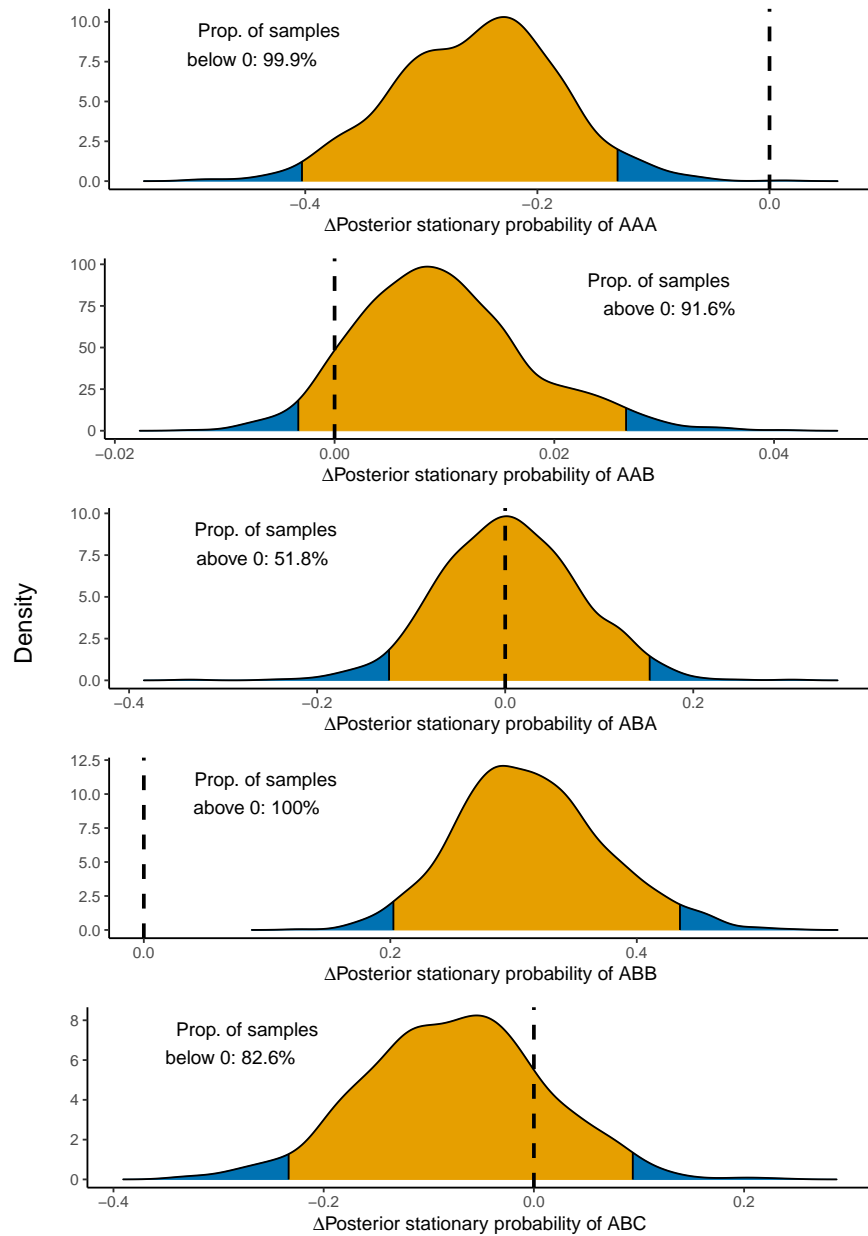 Density
10.0
7.5
5.0
2.5
0.0
Prop. of samples
below 0: 99.9%
−0.4 −0.2 0.0
ΔPosterior stationary probability of AAA
100
75
50
25
0
Prop. of samples
above 0: 91.6%
−0.02 0.00 0.02 0.04
ΔPosterior stationary probability of AAB
10.0
7.5
5.0
2.5
0.0
Prop. of samples
above 0: 51.8%
−0.4 −0.2 0.0 0.2
ΔPosterior stationary probability of ABA
12.5
10.0
7.5
5.0
2.5
0.0
Prop. of samples
above 0: 100%
0.0 0.2 0.4
ΔPosterior stationary probability of ABB
8
6
4
2
0
Prop. of samples
below 0: 82.6%
−0.4 −0.2 0.0 0.2
ΔPosterior stationary probability of ABC